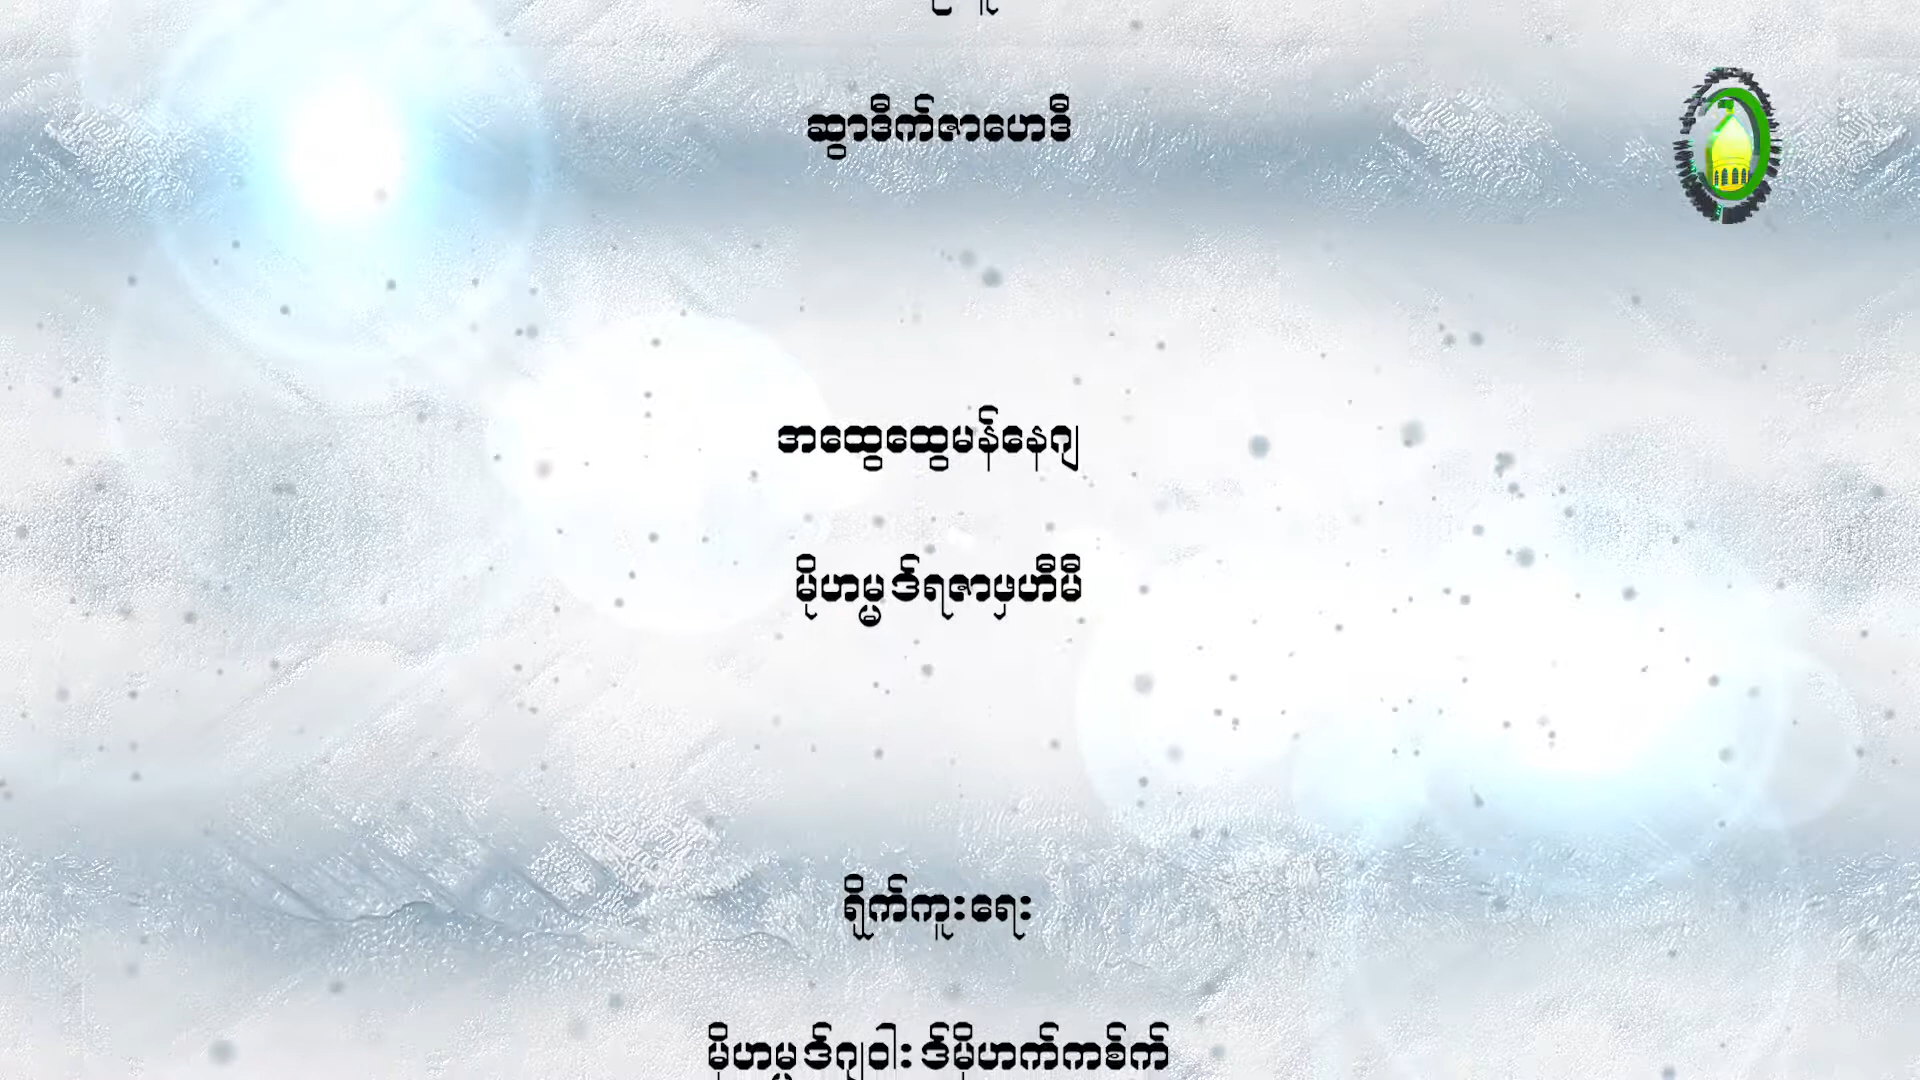 ဆွာဒီက်ဇာဟေဒီ
အထွေထွေမန်နေဂျ
မိုဟမ္မဒ်ရဇာဖှဟီမီ
ရိုက်ကူးရေး
မိုဟမ္မဒ်ဂျဝါးဒ်မိုဟက်ကစ်က်